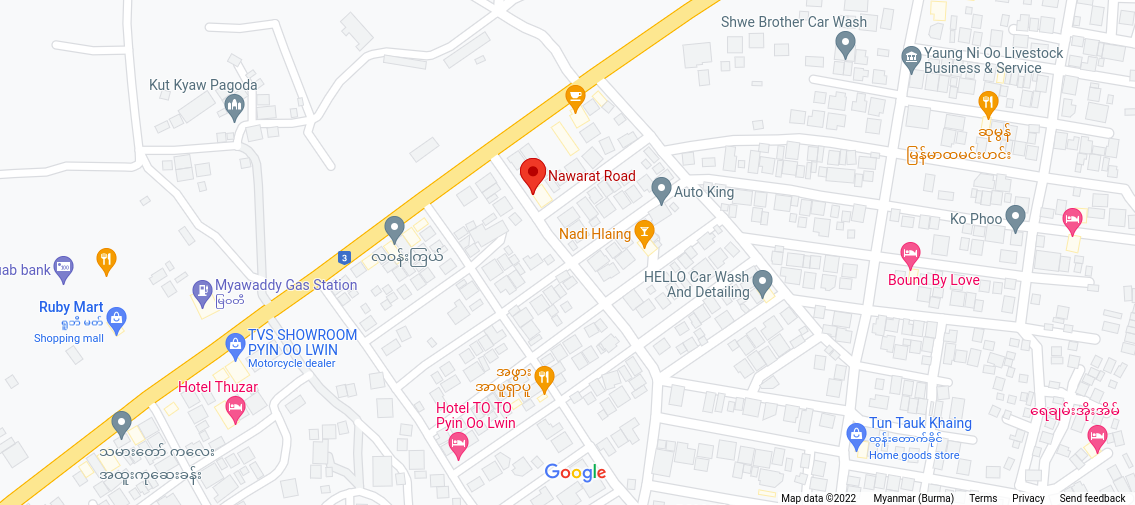 Shwe Brother Car Wash
Yaung Ni Oo Livestock
Business & Service
Kut Kyaw Pagoda
ဆုမွန်
မြန်မာထမင်းဟင်း
Nawarat Road
Auto King
Ko Phoo
Nadi Hlaing
လဝန်းကြယ်
3
uab bank
HELLO Car Wash
And Detailing
Bound By Love
Myawaddy Gas Station
မြဝတီ
Ruby Mart
ရူဘီ မတ်
Shopping mall
TVS SHOWROOM
PYIN OO LWIN
Motorcycle dealer
Hotel Thuzar
အဖွား
အာပူရှာပူ
Hotel TO TO
Pyin Oo Lwin
ရေချမ်းအိုးအိမ်
Tun Tauk Khaing
ထွန်းတောက်ခိုင်
Home goods store
သမားတော် ကလေး
အထူးကုဆေးခန်း
Google
Map data ©2022 Myanmar (Burma) Terms Privacy Send feedback